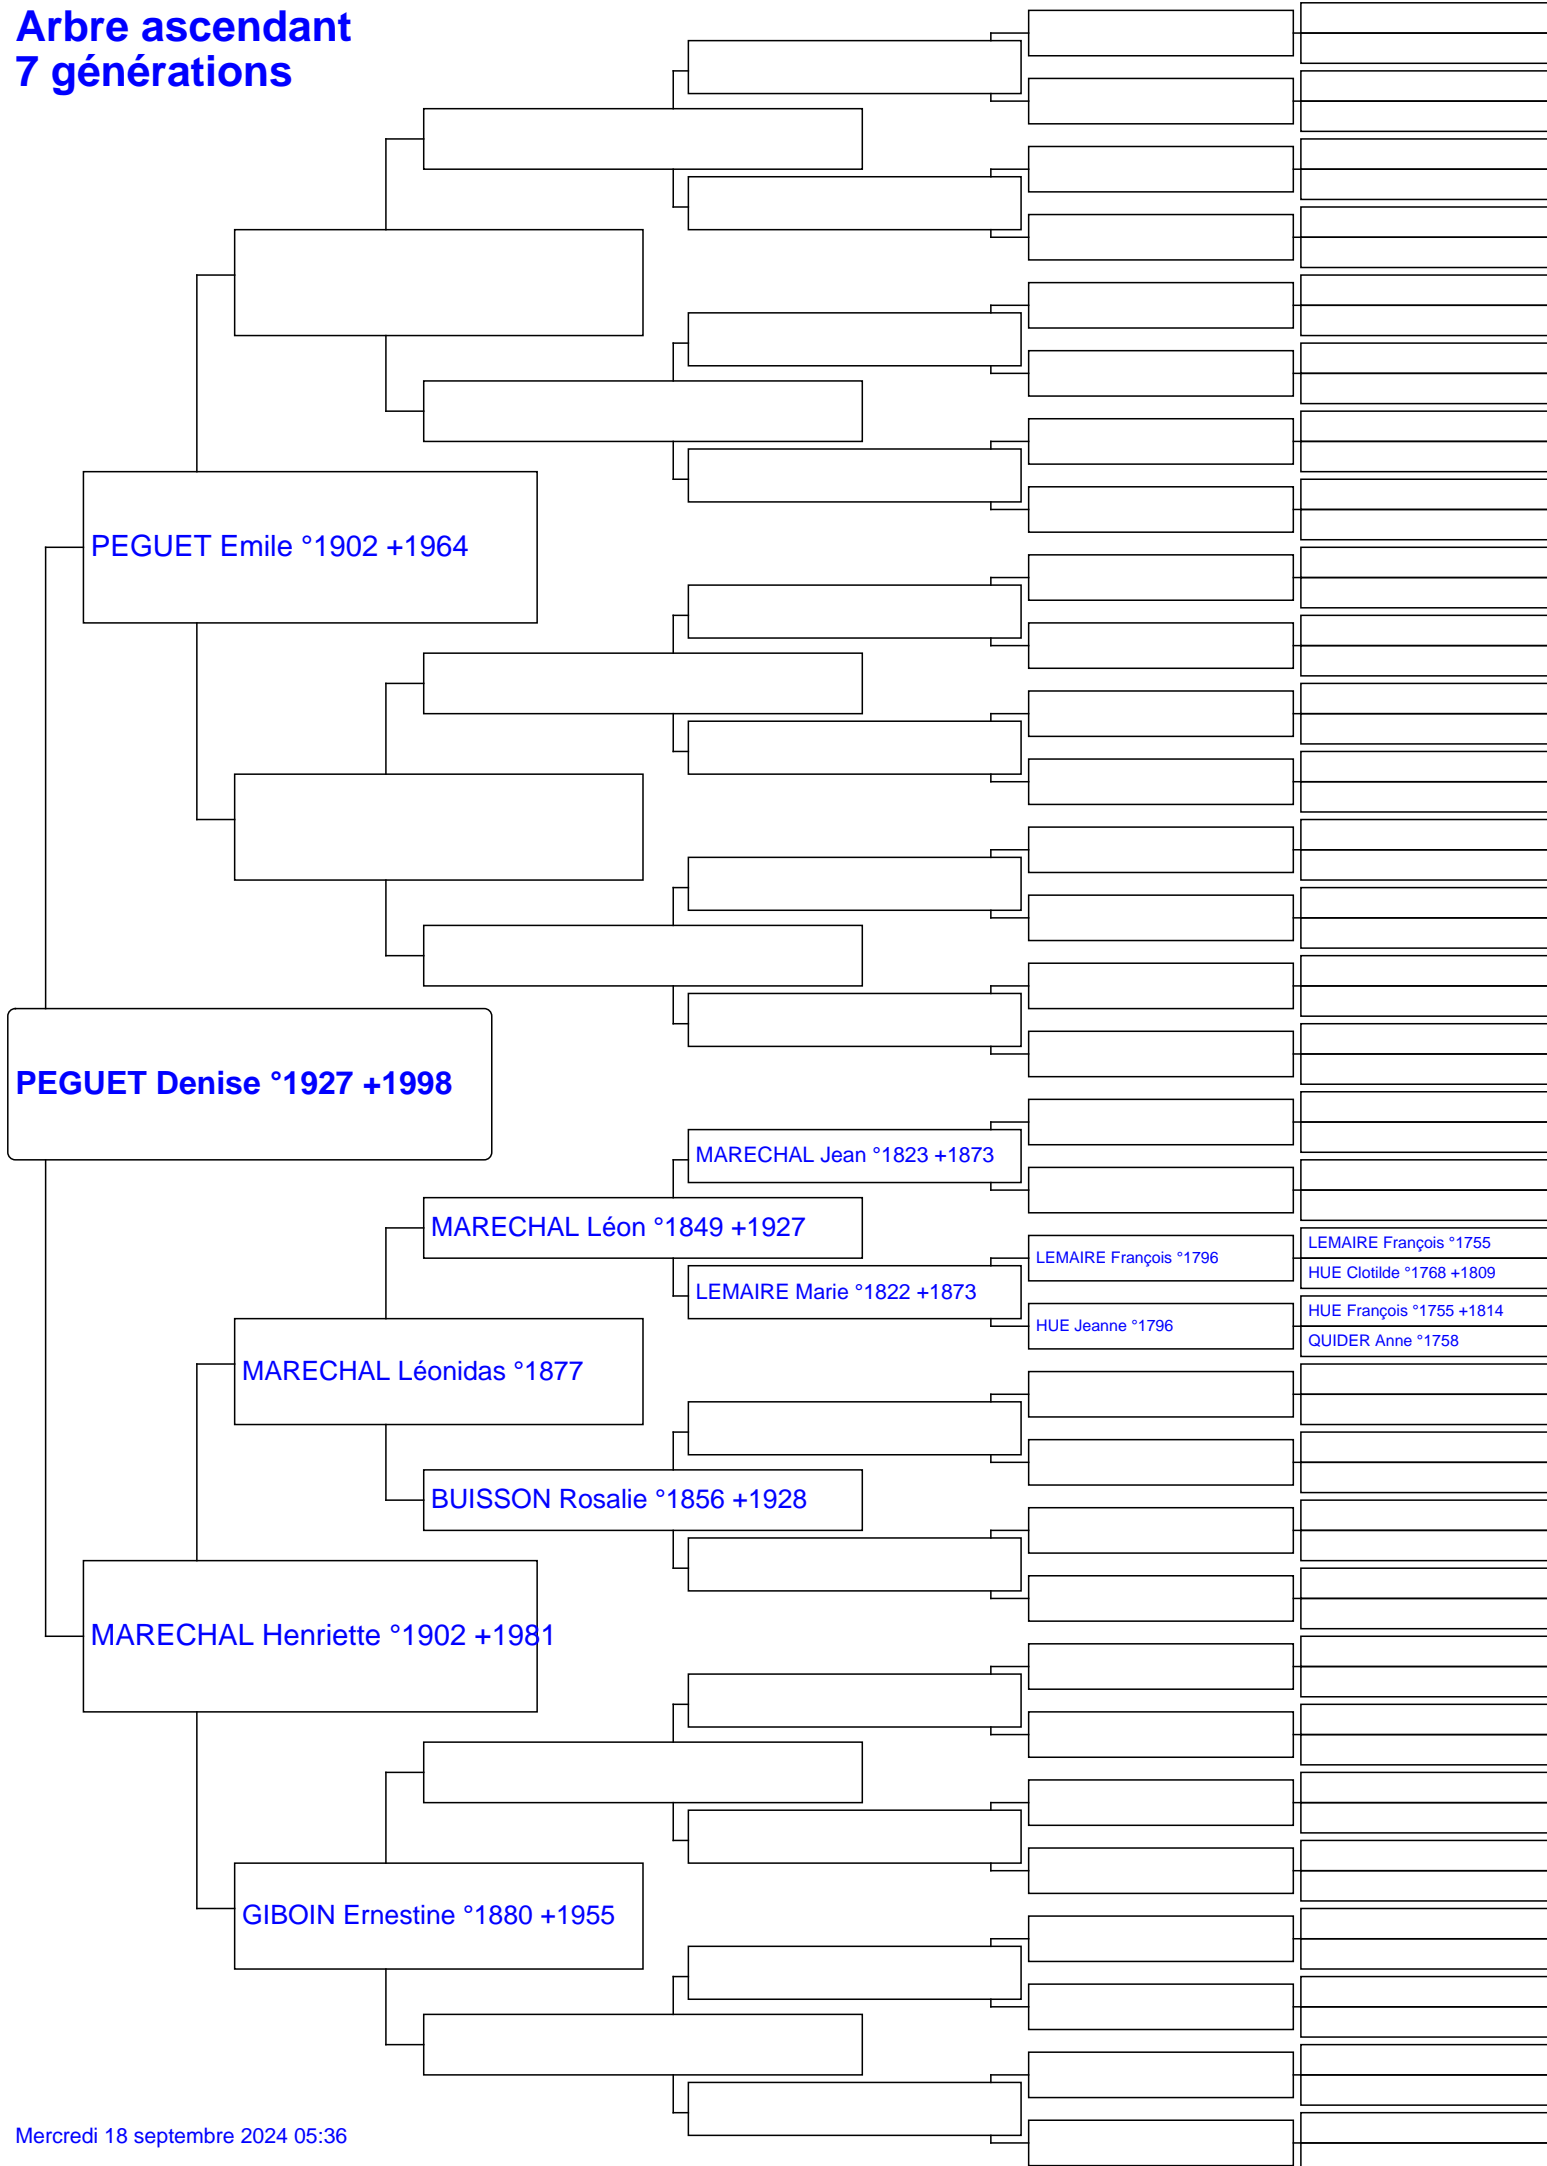 Arbre ascendant
7 générations
PEGUET Emile °1902 +1964
PEGUET Denise °1927 +1998
MARECHAL Jean °1823 +1873
MARECHAL Léon °1849 +1927
LEMAIRE François °1755
LEMAIRE François °1796
HUE Clotilde °1768 +1809
LEMAIRE Marie °1822 +1873
HUE François °1755 +1814
HUE Jeanne °1796
QUIDER Anne °1758
MARECHAL Léonidas °1877
BUISSON Rosalie °1856 +1928
MARECHAL Henriette °1902 +1981
GIBOIN Ernestine °1880 +1955
Mercredi 18 septembre 2024 05:36